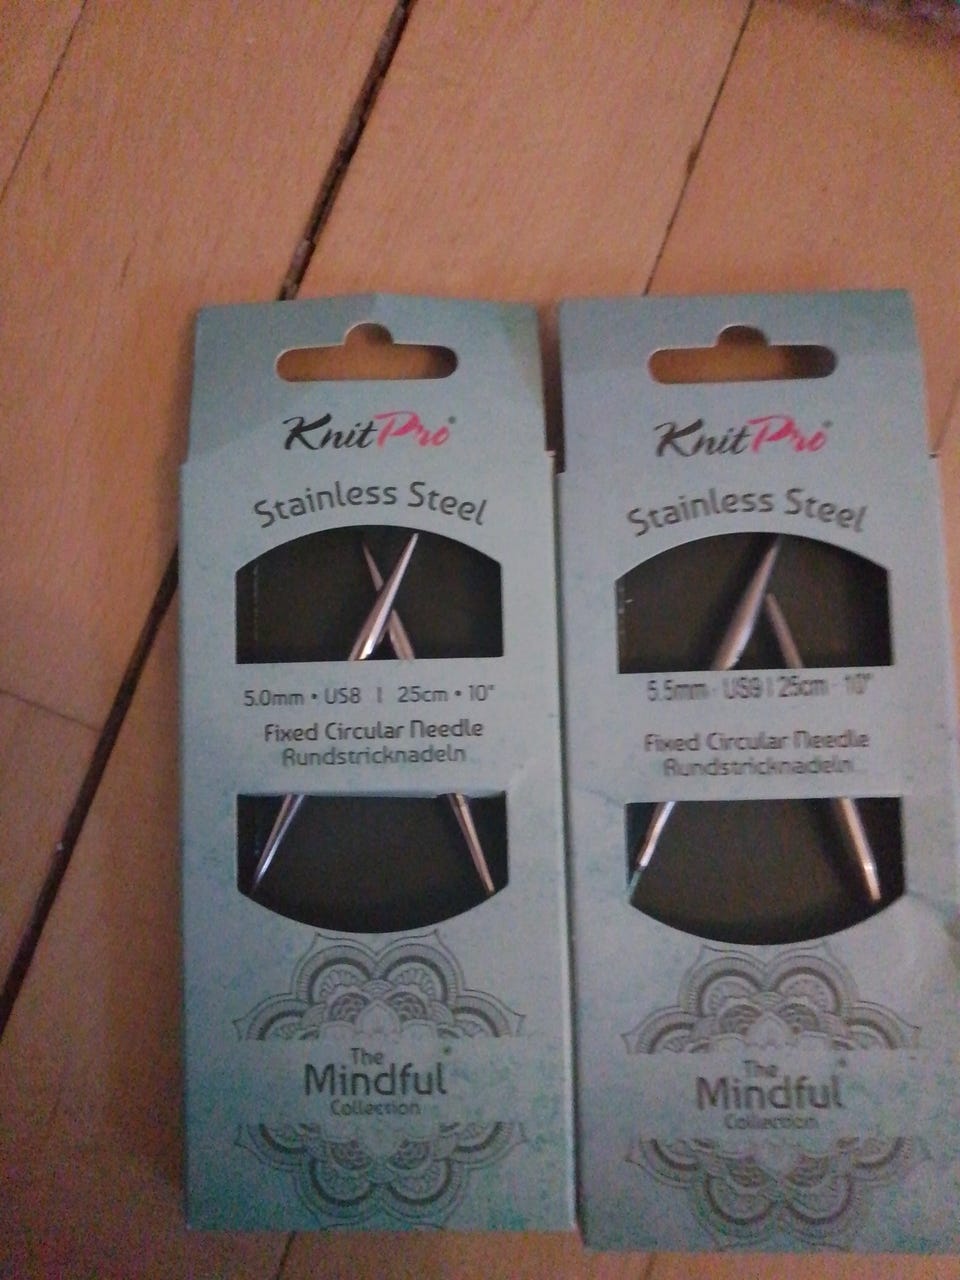 KnitPro®
Stainless Steel
5.0mm • US8 | 25cm • 10"
Fixed Circular Needle
Rundstricknadeln
The
Mindful
Collection
KnitPro®
Stainless Steel
5.5mm · US9 | 25cm · 10"
Fixed Circular Needle
Rundstricknadeln
The
Mindful
Collection